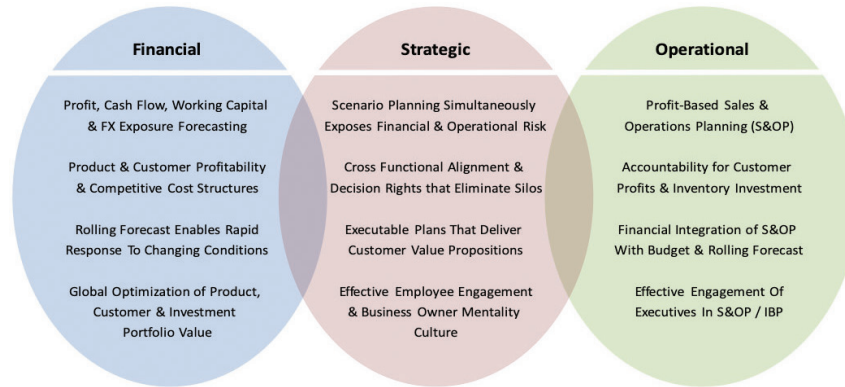 Financial
Profit, Cash Flow, Working Capital
& FX Exposure Forecasting
Product & Customer Profitability
& Competitive Cost Structures
Rolling Forecast Enables Rapid
Response To Changing Conditions
Global Optimization of Product,
Customer & Investment
Portfolio Value
Strategic
Scenario Planning Simultaneously
Exposes Financial & Operational Risk
Cross Functional Alignment &
Decision Rights that Eliminate Silos
Executable Plans That Deliver
Customer Value Propositions
Effective Employee Engagement
& Business Owner Mentality
Culture
Operational
Profit-Based Sales &
Operations Planning (S&OP)
Accountability for Customer
Profits & Inventory Investment
Financial Integration of S&OP
With Budget & Rolling Forecast
Effective Engagement Of
Executives In S&OP / IBP